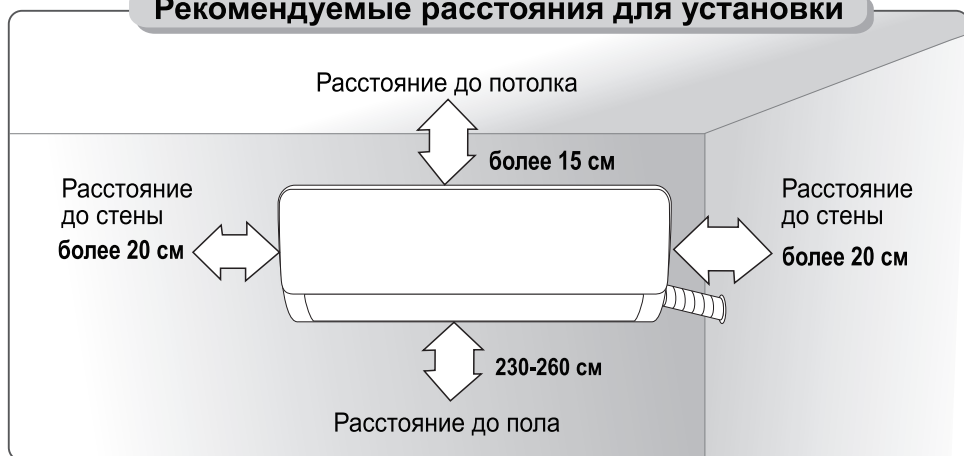 Рекомендуемые расстояния для установки
Расстояние до потолка
более 15 см
Расстояние
до стены
более 20 см
Расстояние
до стены
более 20 см
230-260 см
Расстояние до пола